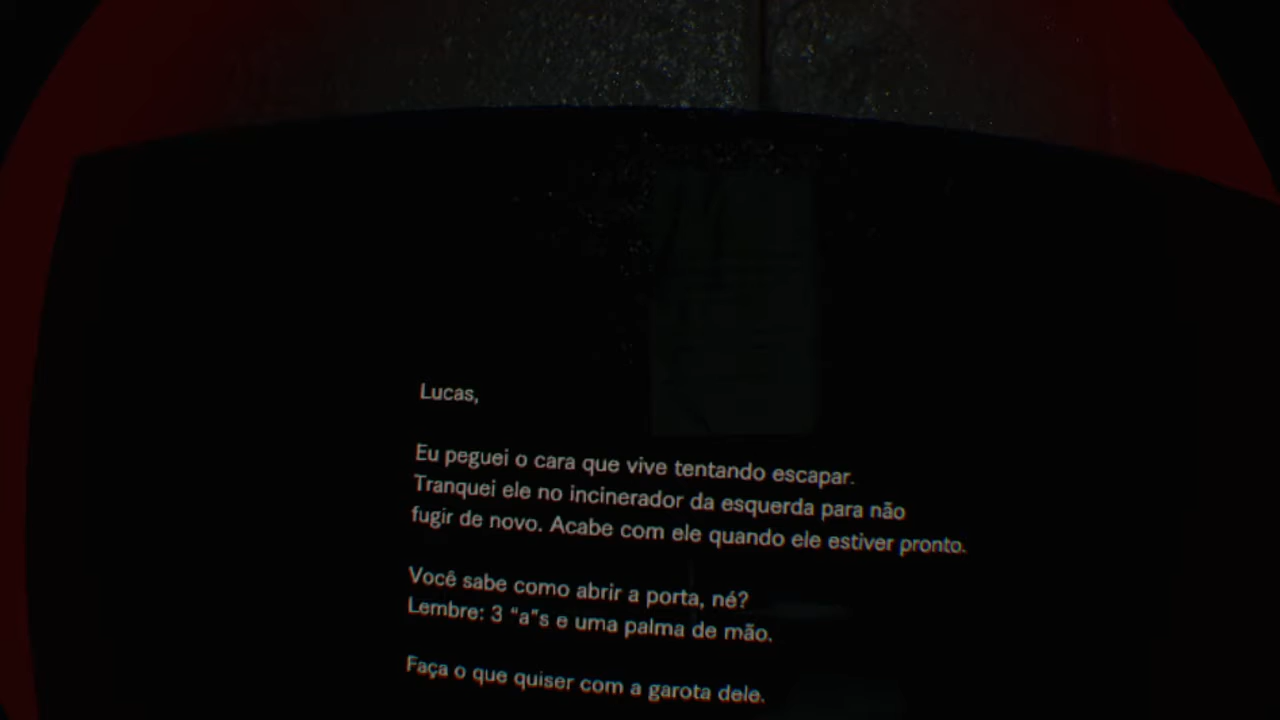 Lucas,
Eu peguei o cara que vive tentando escapar.
Tranquei ele no incinerador da esquerda para não
fugir de novo. Acabe com ele quando ele estiver pronto.
Você sabe como abrir a porta, né?
Lembre: 3 "a"s e uma palma de mão.
Faça o que quiser com a garota dele.